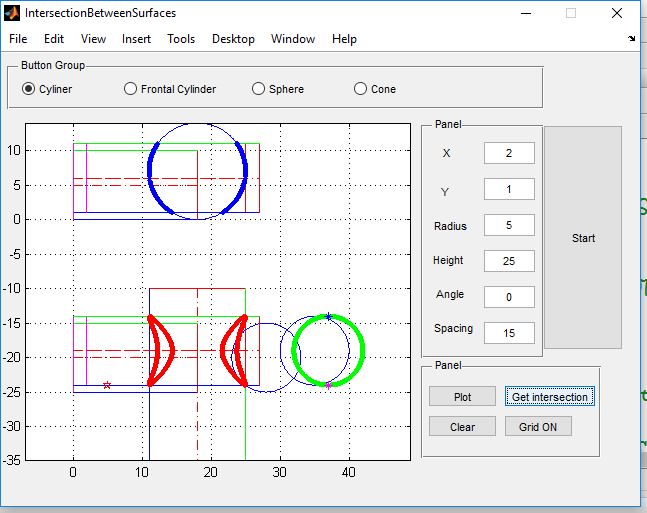 IntersectionBetweenSurfaces
File Edit View Insert Tools Desktop Window Help
Button Group
Cyliner Frontal Cylinder Sphere Cone
10
5
0
-5
-10
-15
-20
-25
-30
-35
0 10 20 30 40
Panel
X 2
Y 1
Radius 5
Height 25
Angle 0
Spacing 15
Start
Panel
Plot Get intersection
Clear Grid ON